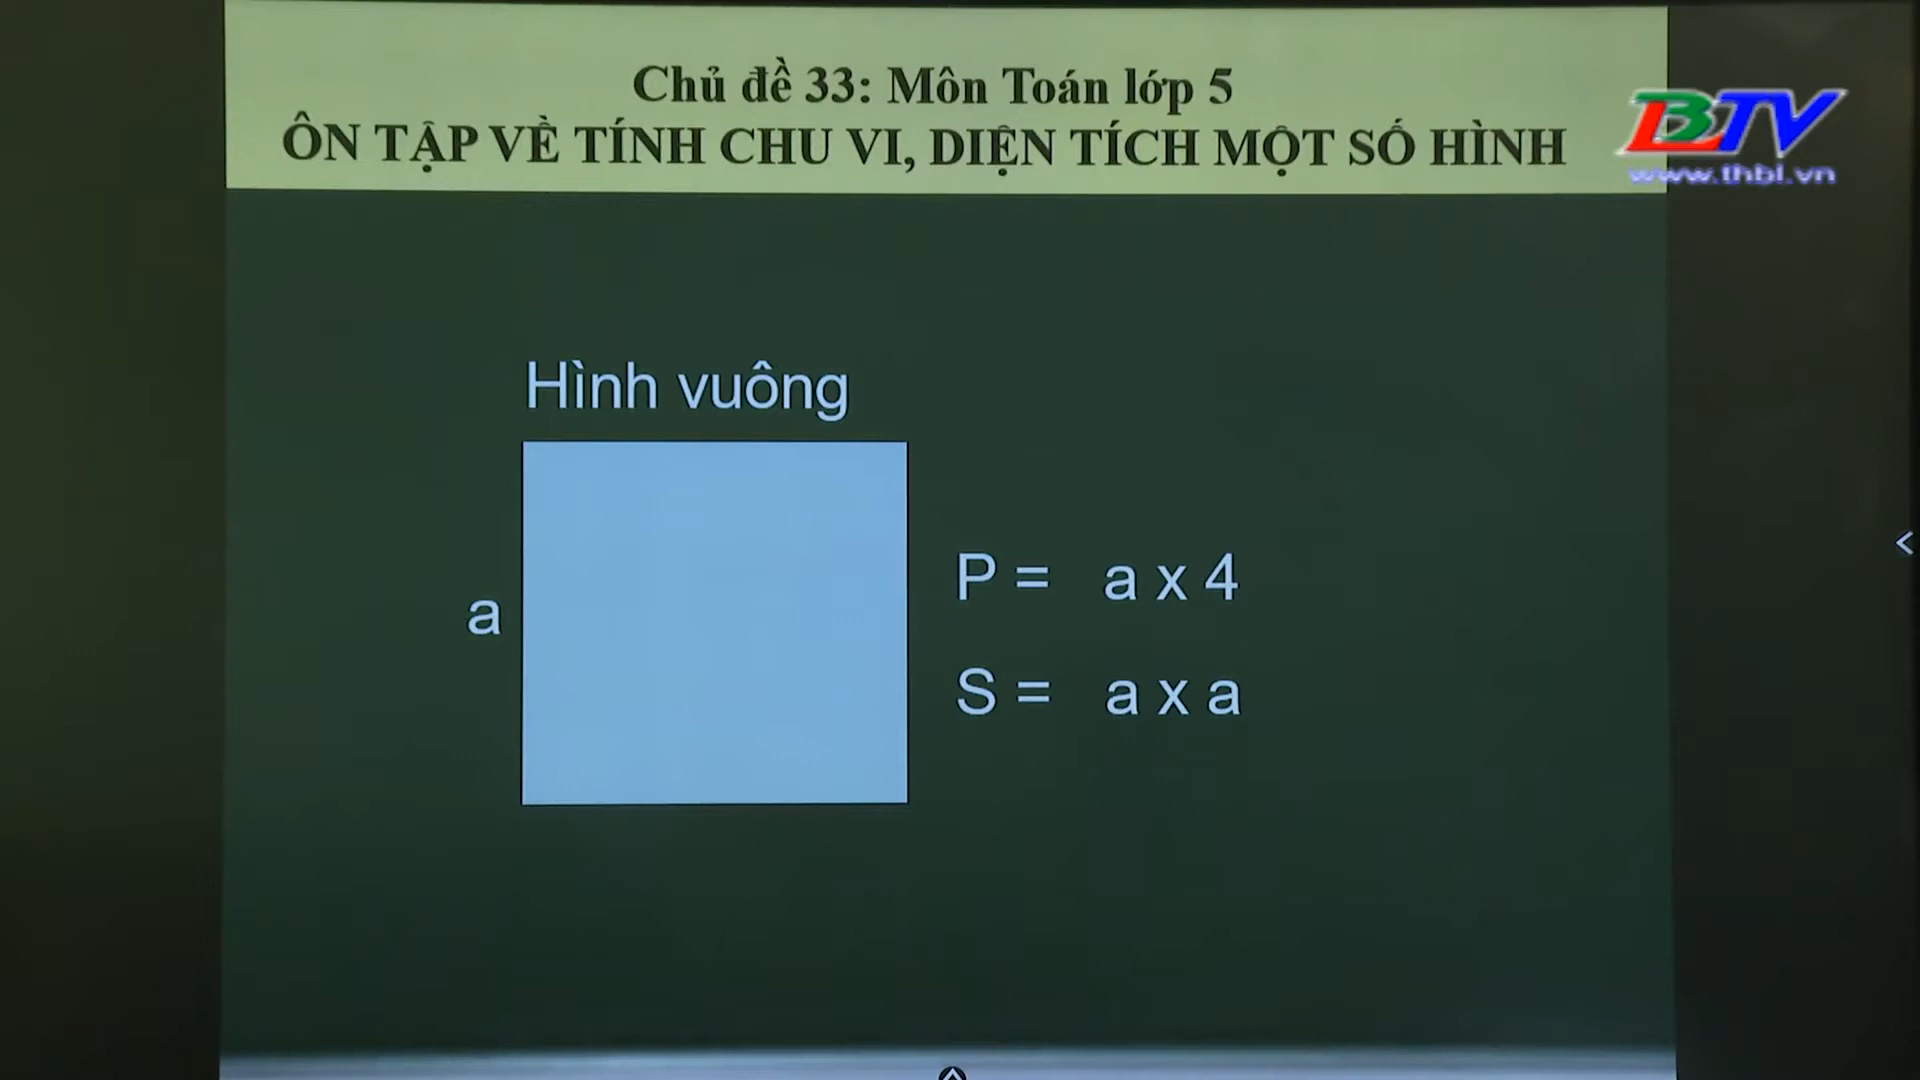 Chủ đề 33: Môn Toán lớp 5
ÔN TẬP VỀ TÍNH CHU VI, DIỆN TÍCH MỘT SỐ HÌNH
BTV
www.thbl.vn
Hình vuông
a
P = a x 4
S = a x a